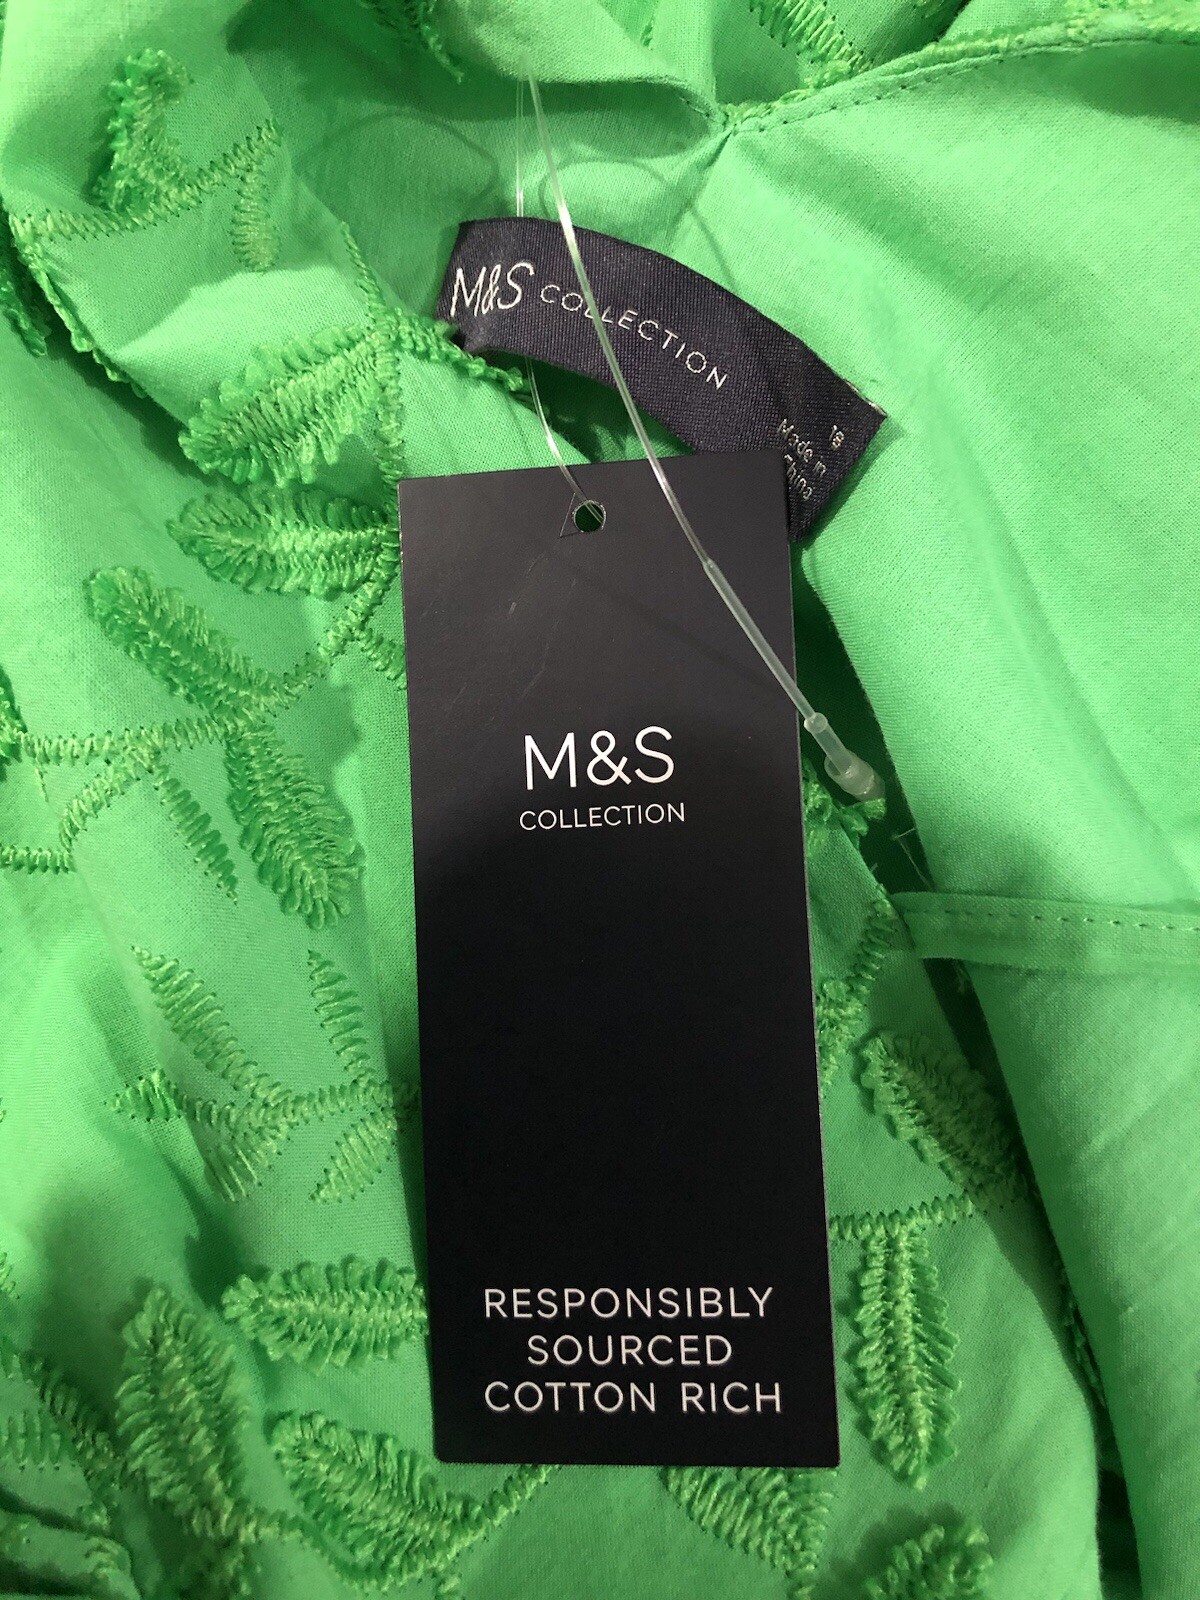 M&S COLLECTION
18
Made in
China
M&S
COLLECTION
RESPONSIBLY
SOURCED
COTTON RICH